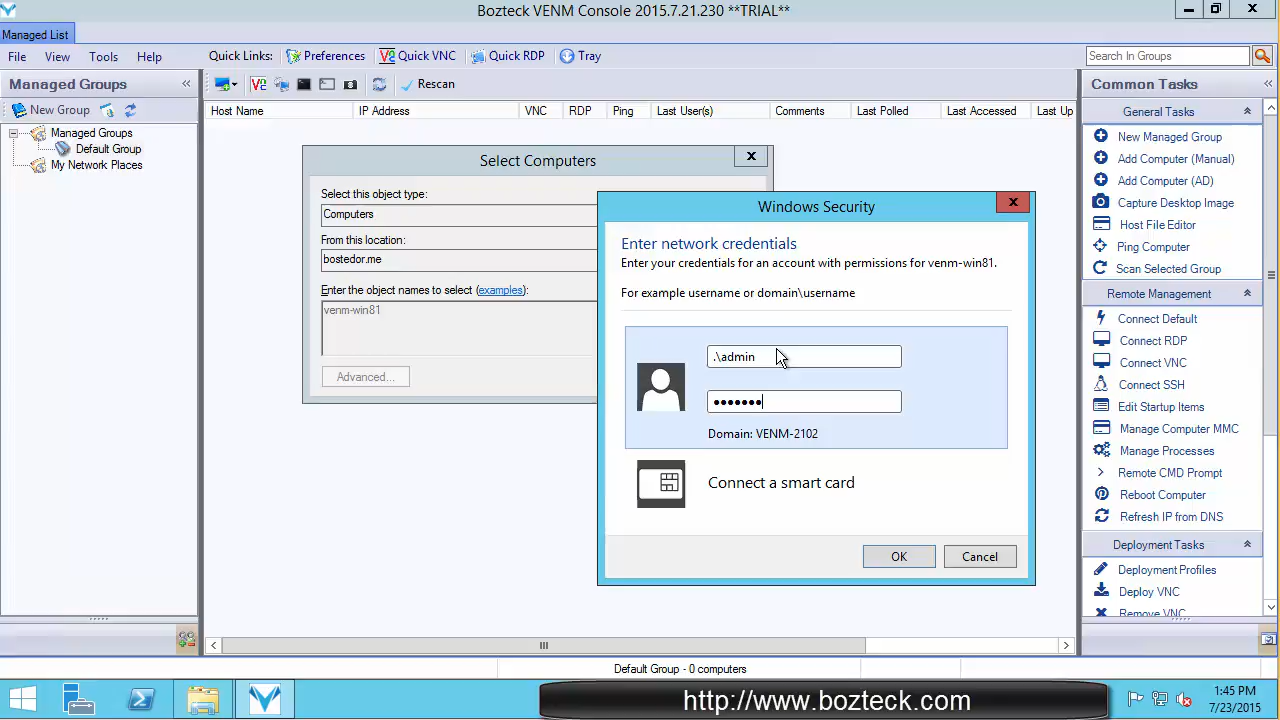 Bozteck VENM Console 2015.7.21.230 **TRIAL**
Managed List
File View Tools Help Quick Links: Preferences Quick VNC Quick RDP Tray Search In Groups
Managed Groups
New Group
Managed Groups
Default Group
My Network Places
Rescan
Host Name IP Address VNC RDP Ping Last User(s) Comments Last Polled Last Accessed Last Up
Select Computers
Select this object type:
Computers
From this location:
bostedor.me
Enter the object names to select (examples):
venm-win81
Advanced...
Windows Security
Enter network credentials
Enter your credentials for an account with permissions for venm-win81.
For example username or domain\username
.\admin
•••••••
Domain: VENM-2102
Connect a smart card
OK Cancel
Common Tasks
General Tasks
New Managed Group
Add Computer (Manual)
Add Computer (AD)
Capture Desktop Image
Host File Editor
Ping Computer
Scan Selected Group
Remote Management
Connect Default
Connect RDP
Connect VNC
Connect SSH
Edit Startup Items
Manage Computer MMC
Manage Processes
Remote CMD Prompt
Reboot Computer
Refresh IP from DNS
Deployment Tasks
Deployment Profiles
Deploy VNC
Remove VNC
Default Group - 0 computers
http://www.bozteck.com
1:45 PM
7/23/2015